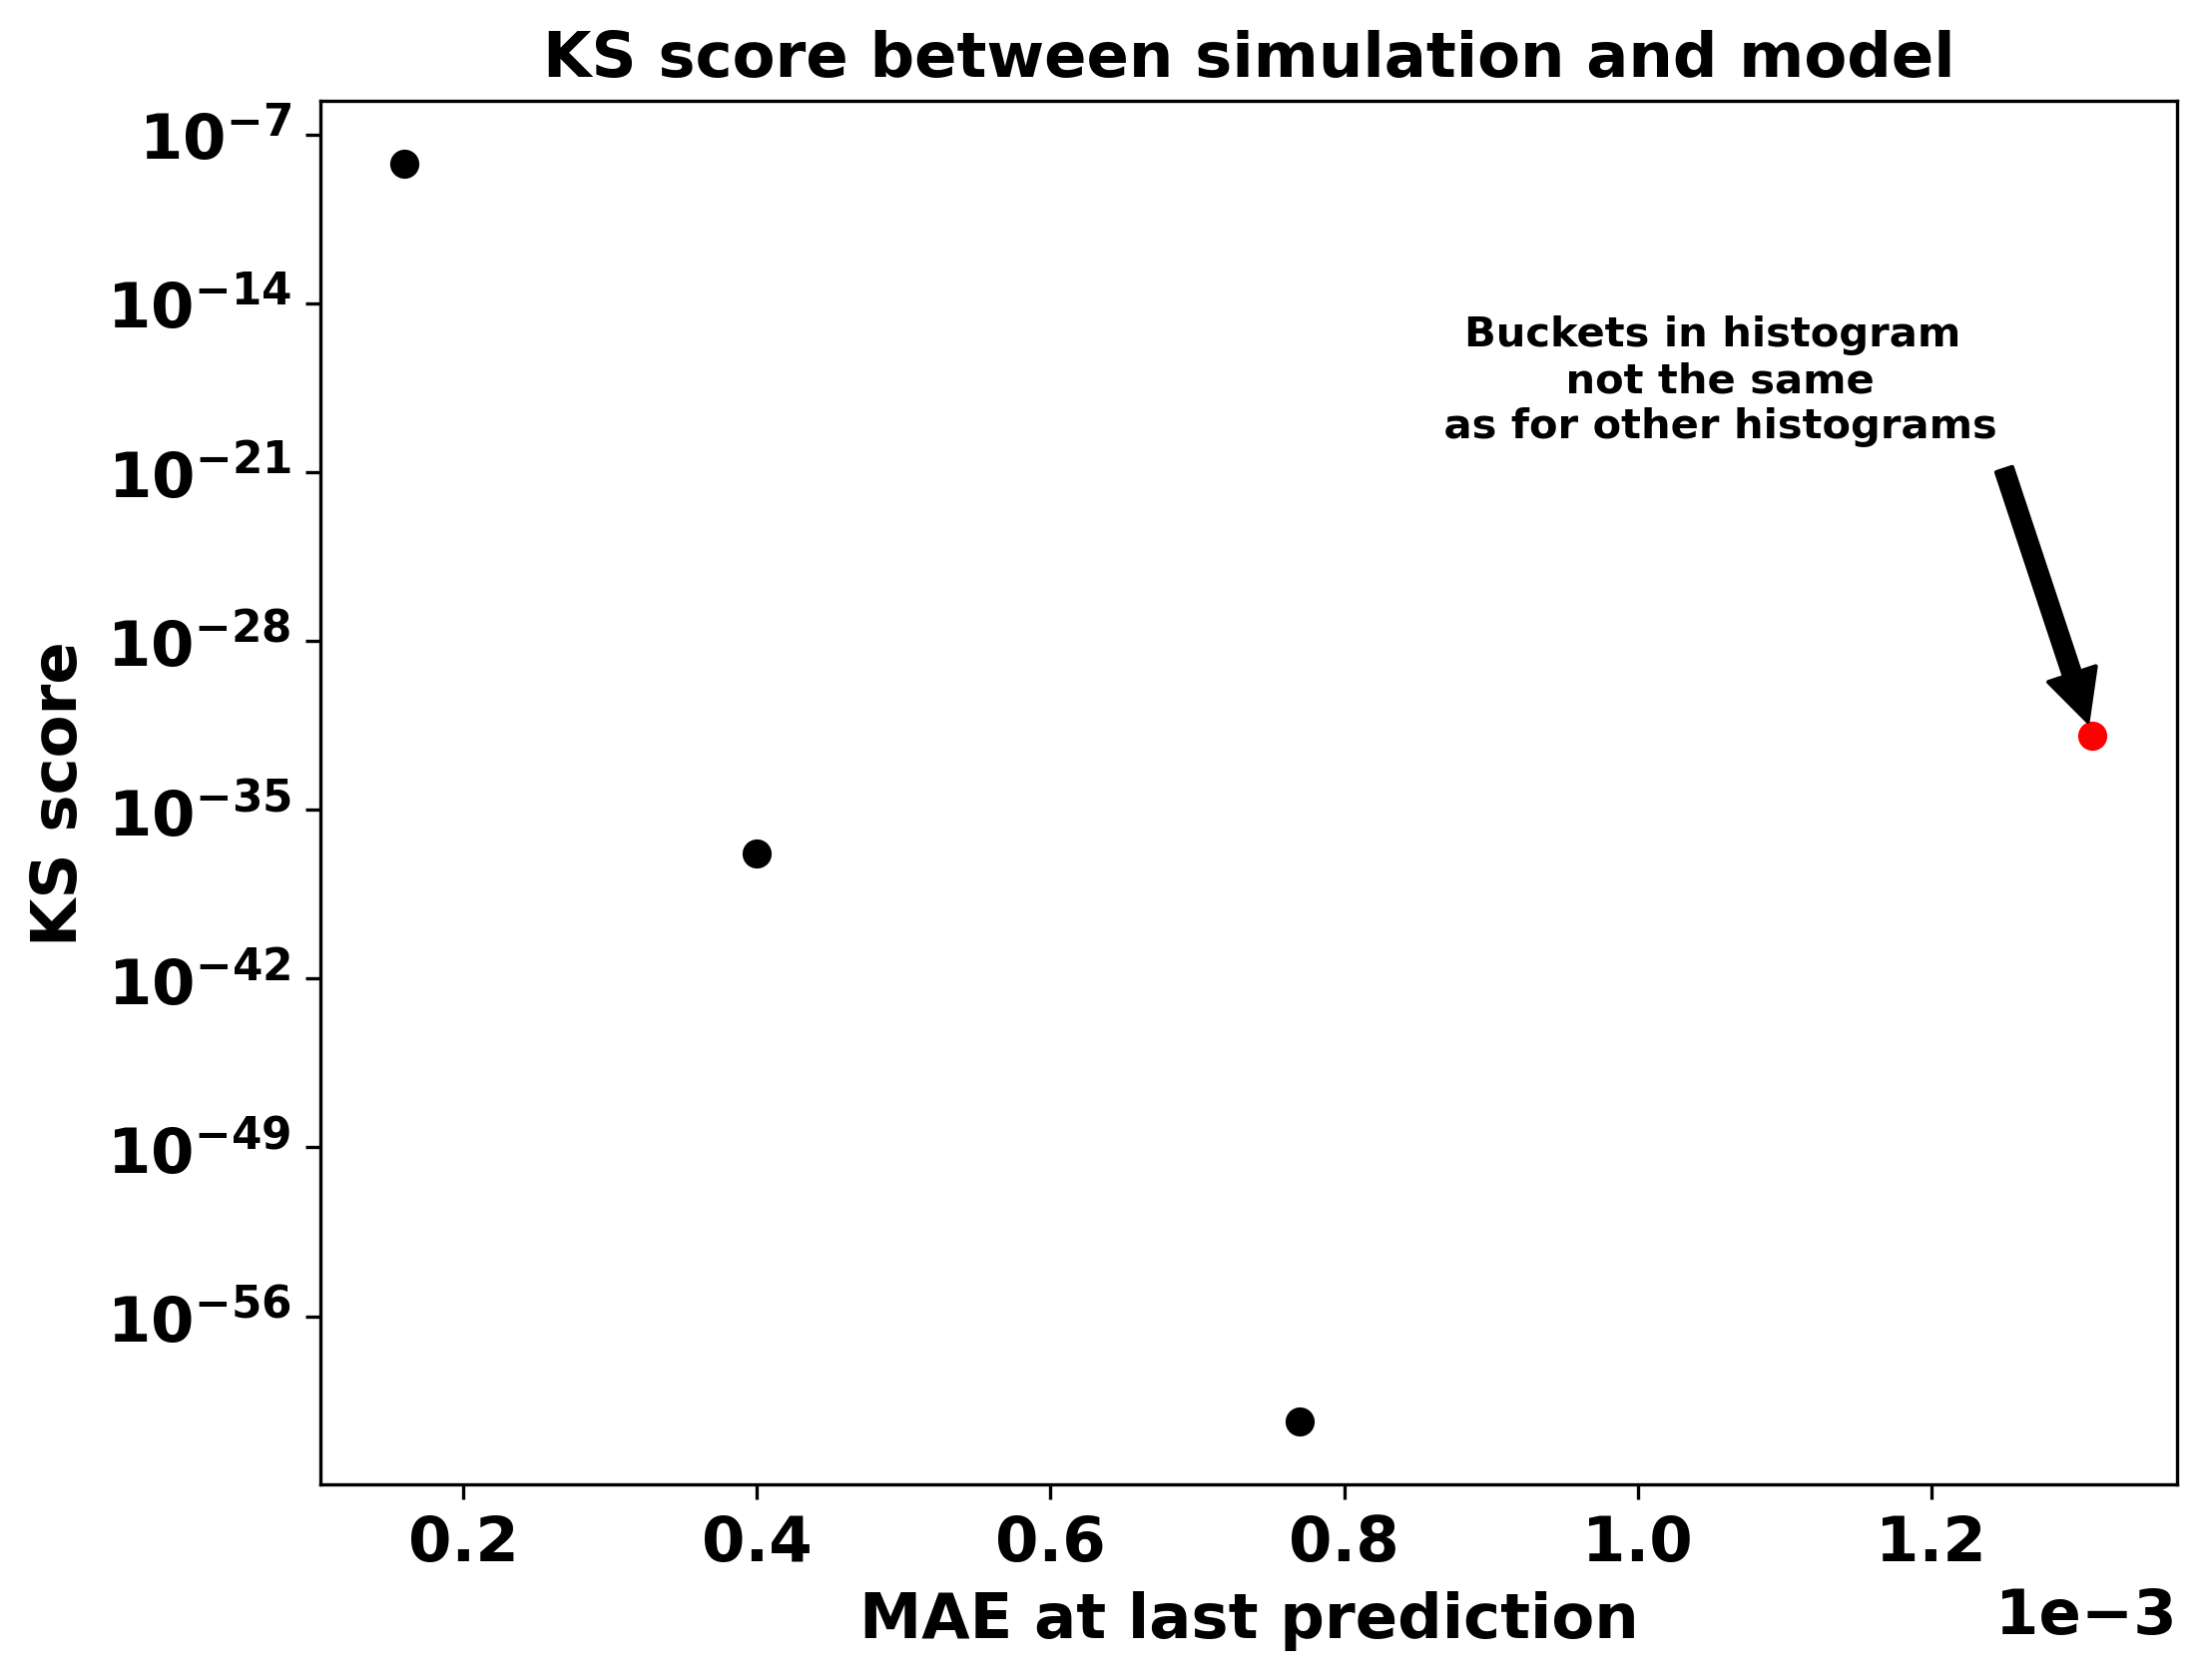 KS score between simulation and model
10⁻⁷
10⁻¹⁴
10⁻²¹
10⁻²⁸
10⁻³⁵
10⁻⁴²
10⁻⁴⁹
10⁻⁵⁶
KS score
Buckets in histogram
not the same
as for other histograms
0.2 0.4 0.6 0.8 1.0 1.2
MAE at last prediction
1e−3